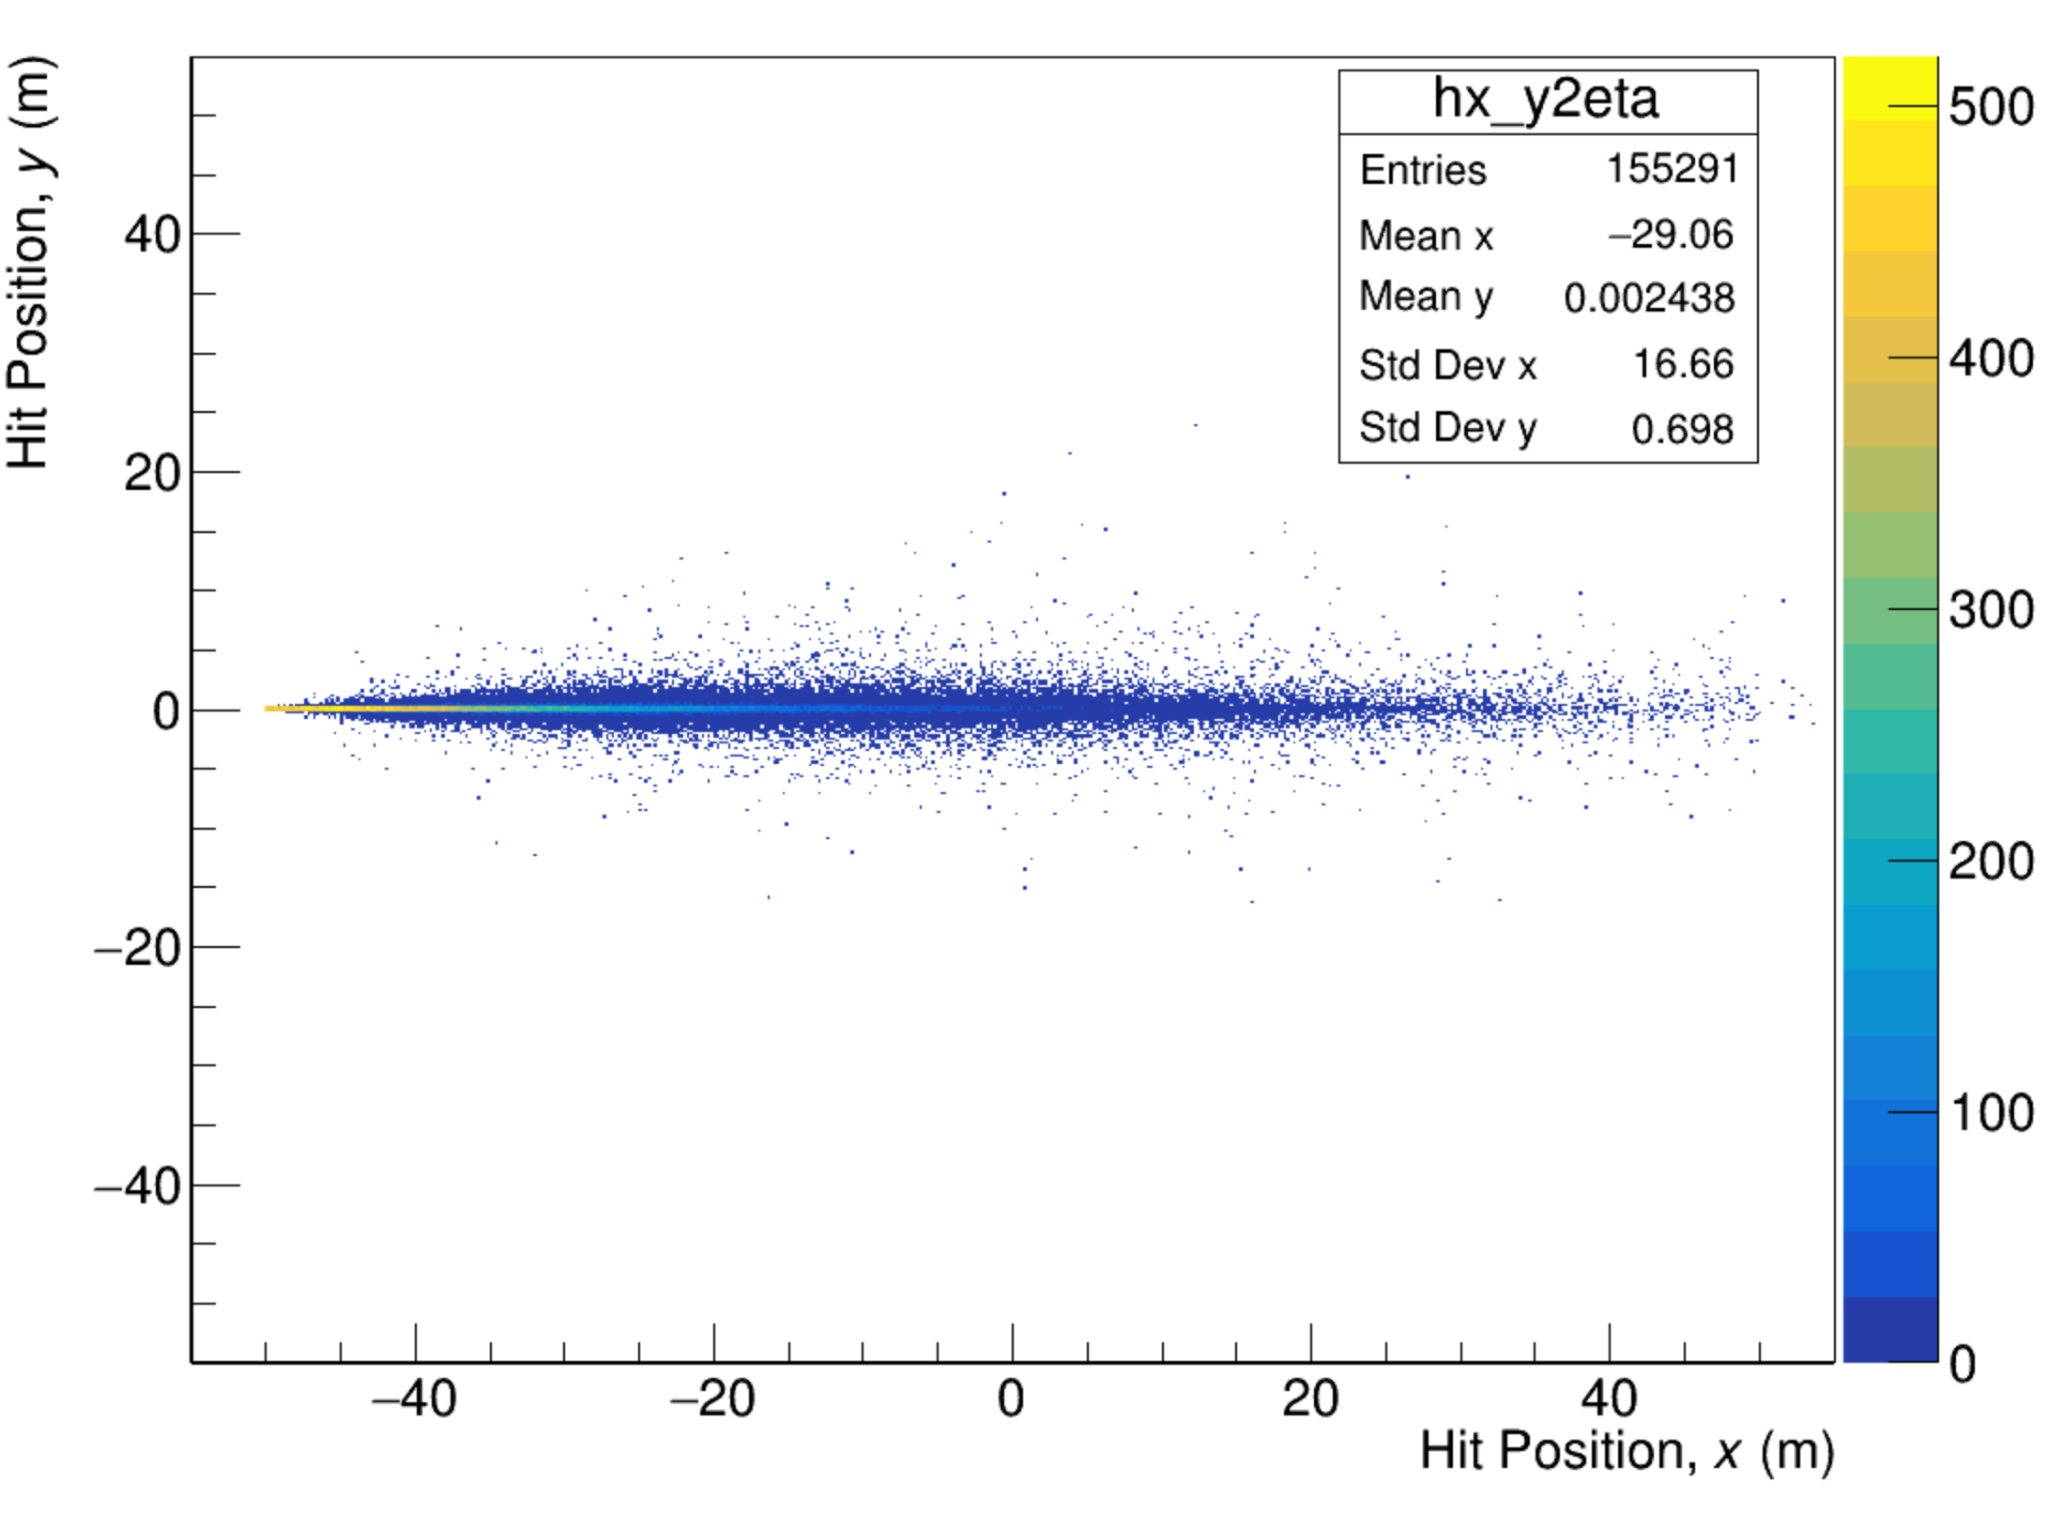 Hit Position, y (m)
40
20
0
−20
−40
hx_y2eta
Entries 155291
Mean x −29.06
Mean y 0.002438
Std Dev x 16.66
Std Dev y 0.698
500
400
300
200
100
0
−40 −20 0 20 40
Hit Position, x (m)